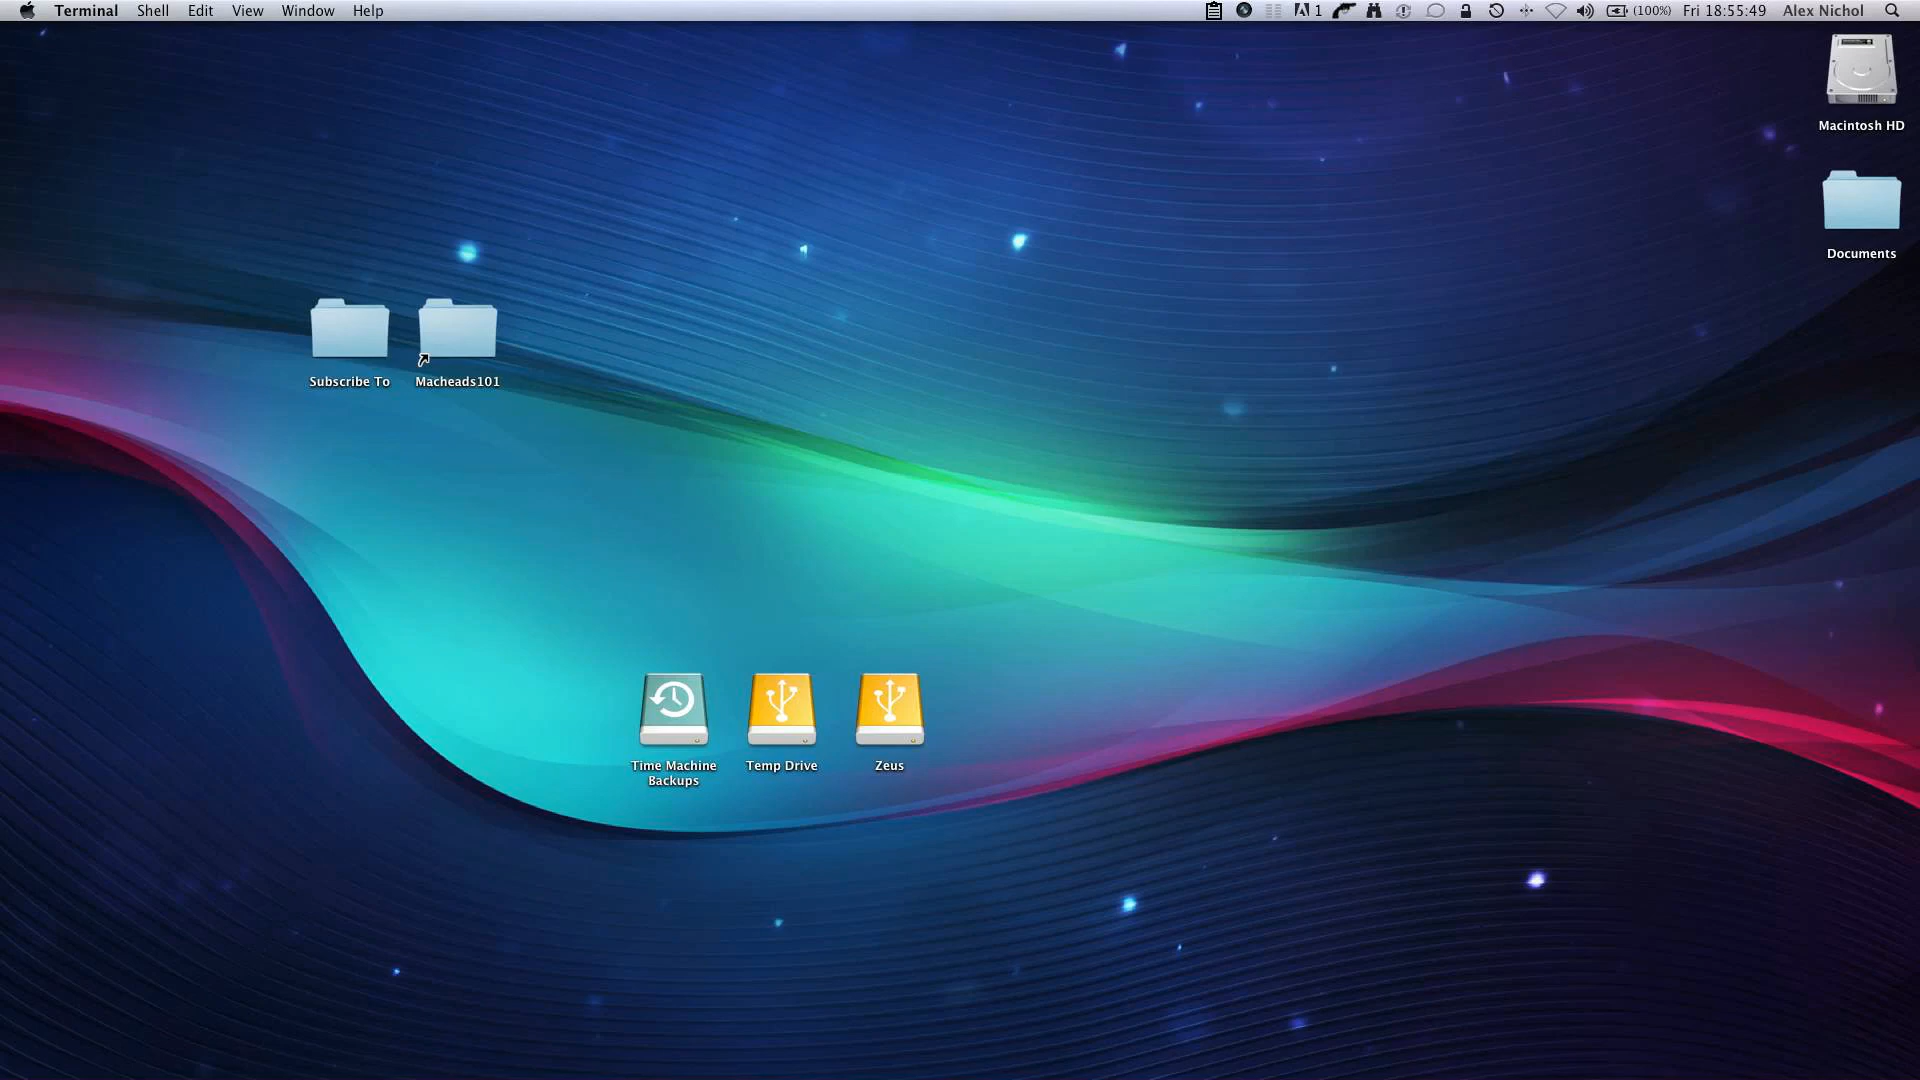 Terminal Shell Edit View Window Help 1 (100%) Fri 18:55:49 Alex Nichol
Macintosh HD
Documents
Subscribe To
Macheads101
Time Machine
Backups
Temp Drive
Zeus